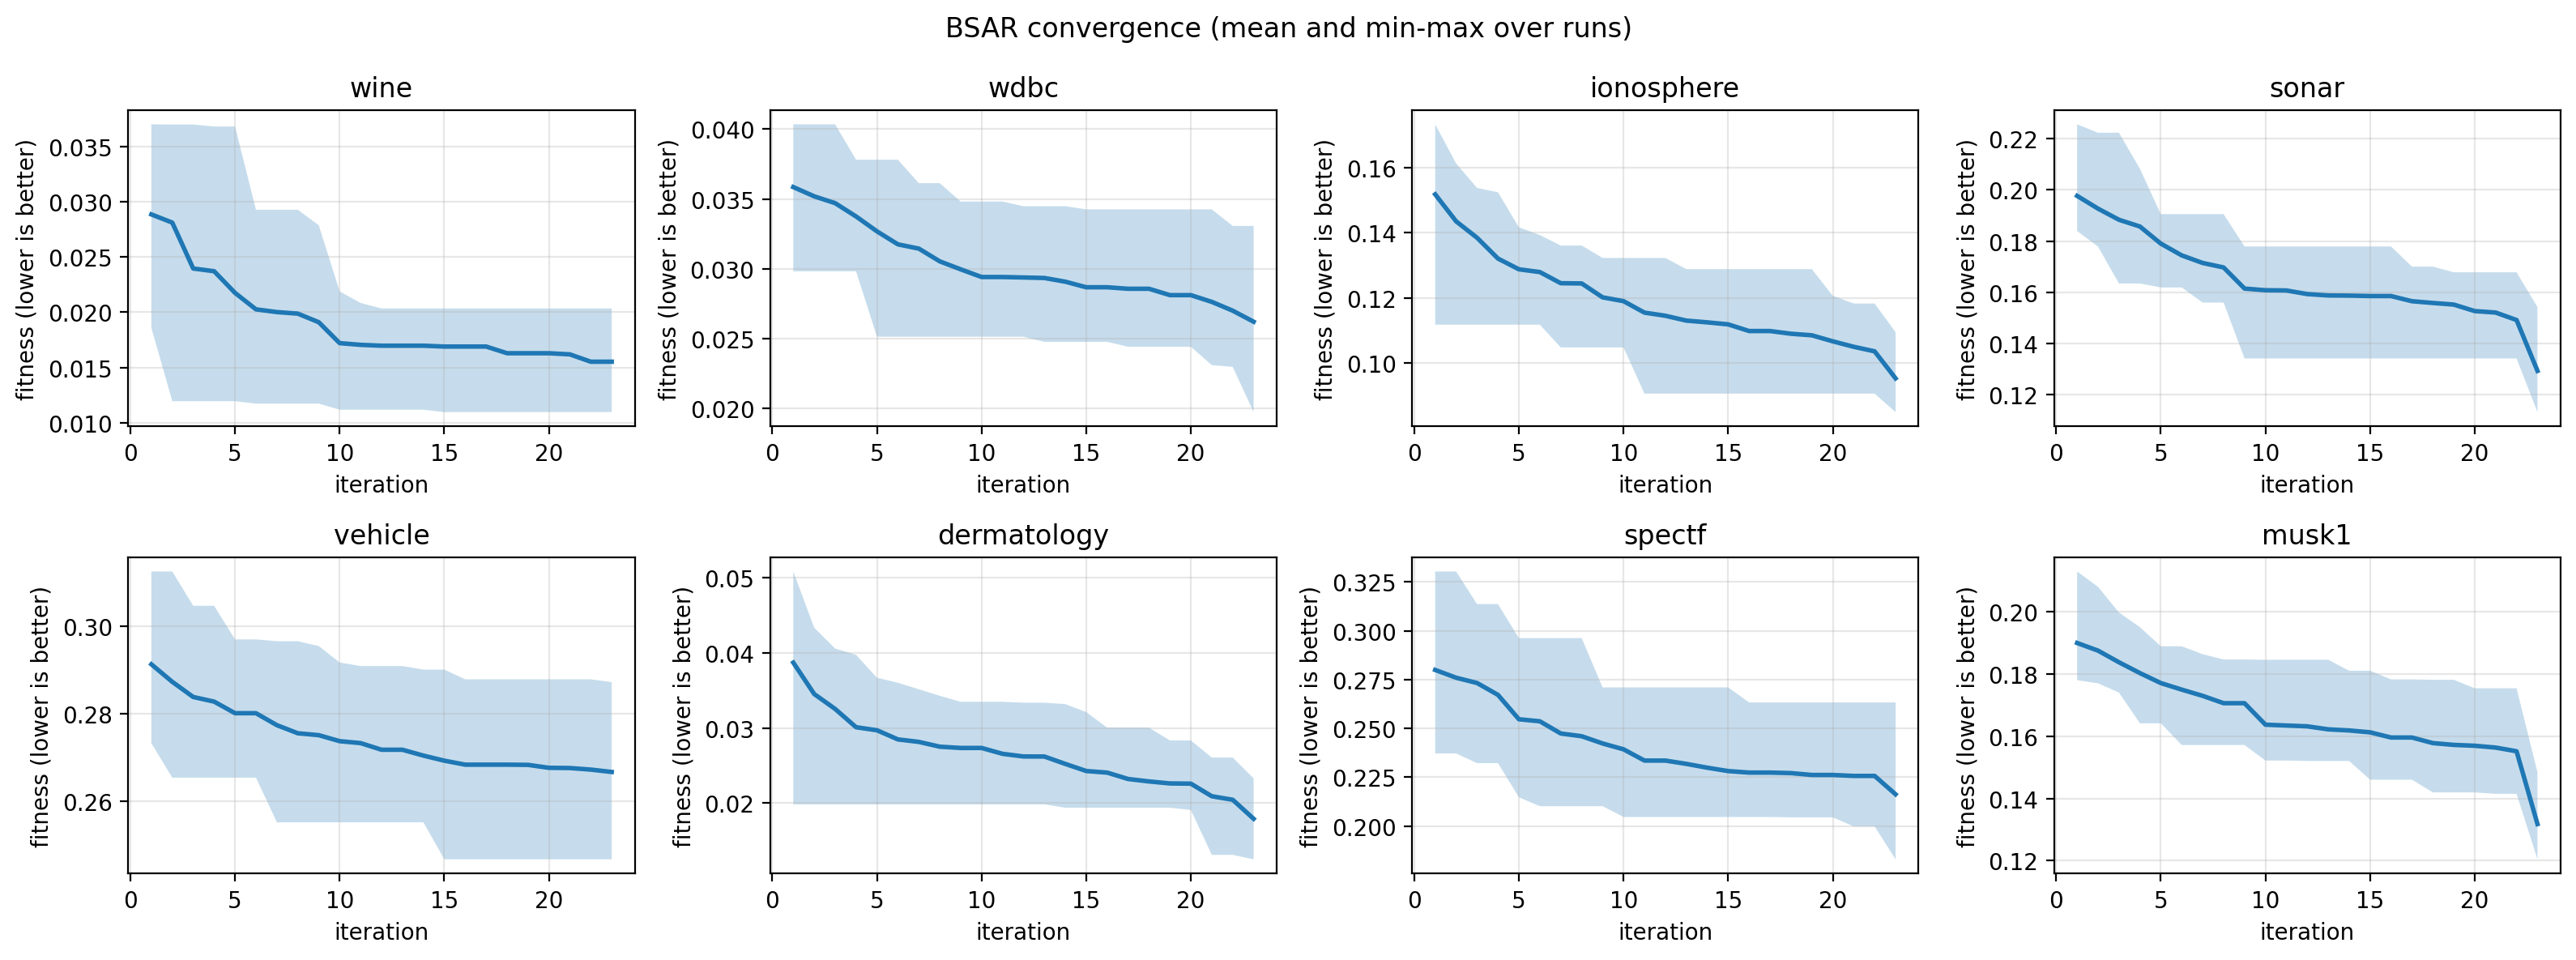 BSAR convergence (mean and min-max over runs)
wine
fitness (lower is better)
0.035
0.030
0.025
0.020
0.015
0.010
0 5 10 15 20
iteration
wdbc
fitness (lower is better)
0.040
0.035
0.030
0.025
0.020
0 5 10 15 20
iteration
ionosphere
fitness (lower is better)
0.16
0.14
0.12
0.10
0 5 10 15 20
iteration
sonar
fitness (lower is better)
0.22
0.20
0.18
0.16
0.14
0.12
0 5 10 15 20
iteration
vehicle
fitness (lower is better)
0.30
0.28
0.26
0 5 10 15 20
iteration
dermatology
fitness (lower is better)
0.05
0.04
0.03
0.02
0 5 10 15 20
iteration
spectf
fitness (lower is better)
0.325
0.300
0.275
0.250
0.225
0.200
0 5 10 15 20
iteration
musk1
fitness (lower is better)
0.20
0.18
0.16
0.14
0.12
0 5 10 15 20
iteration